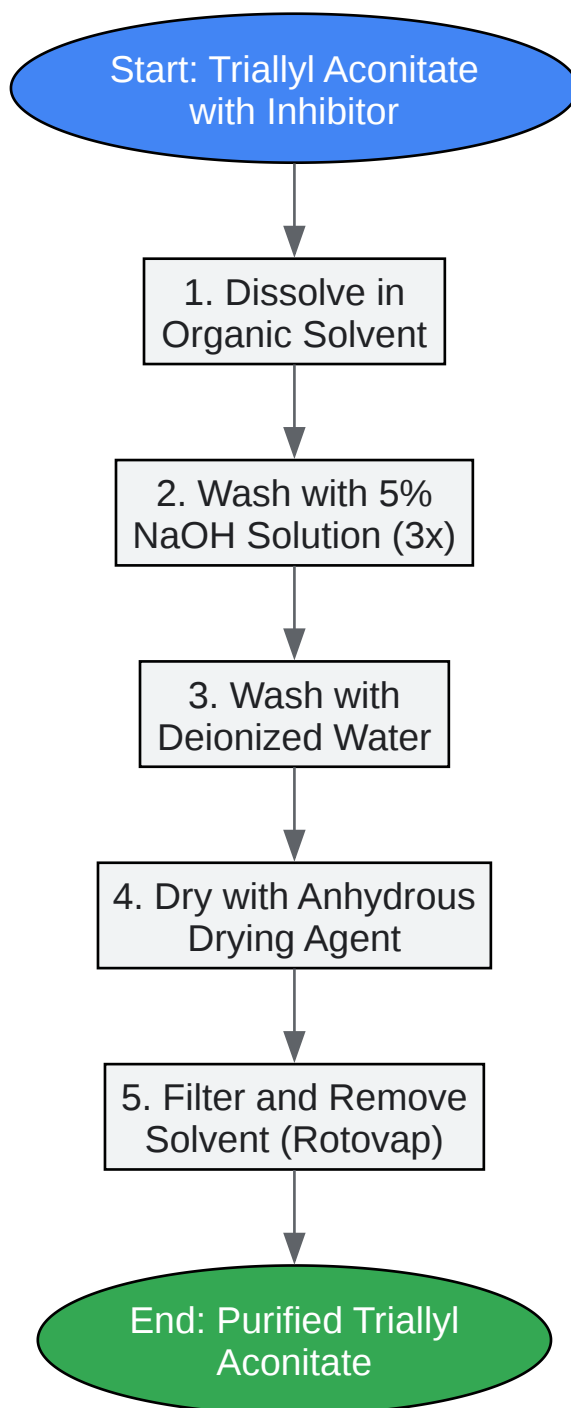 Start: Triallyl Aconitate
with Inhibitor
1. Dissolve in
Organic Solvent
2. Wash with 5%
NaOH Solution (3x)
3. Wash with
Deionized Water
4. Dry with Anhydrous
Drying Agent
5. Filter and Remove
Solvent (Rotovap)
End: Purified Triallyl
Aconitate